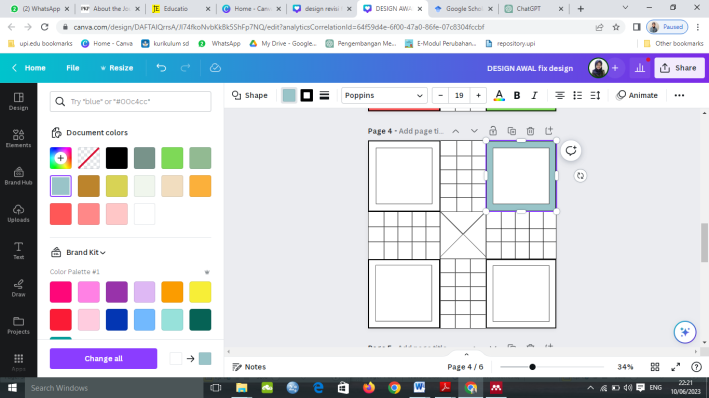 (2) WhatsApp
About the Jo
Educatio
Home - Canva
design revisi
DESIGN AWA
Google Schol
ChatGPT
canva.com/design/DAFTAIQrrsA/Jl74fkoNvbKkBk5ShFp7NQ/edit?analyticsCorrelationId=64f59d4e-6f00-47a0-86fe-07c8304fccbf
Paused
upi.edu bookmarks
Home - Canva
kurikulum sd
WhatsApp
My Drive - Google...
Pengembangan Me...
E-Modul Perubahan...
repository.upi
Other bookmarks
Home
File
Resize
DESIGN AWAL fix design
Share
Design
Elements
Brand Hub
Uploads
Text
Draw
Projects
Apps
Try "blue" or "#00c4cc"
Shape
Poppins
19
B
I
Animate
Document colors
Brand Kit
Color Palette #1
Change all
Page 4 - Add page ti...
Notes
Page 4 / 6
34%
Search Windows
ENG
22:21
10/06/2023